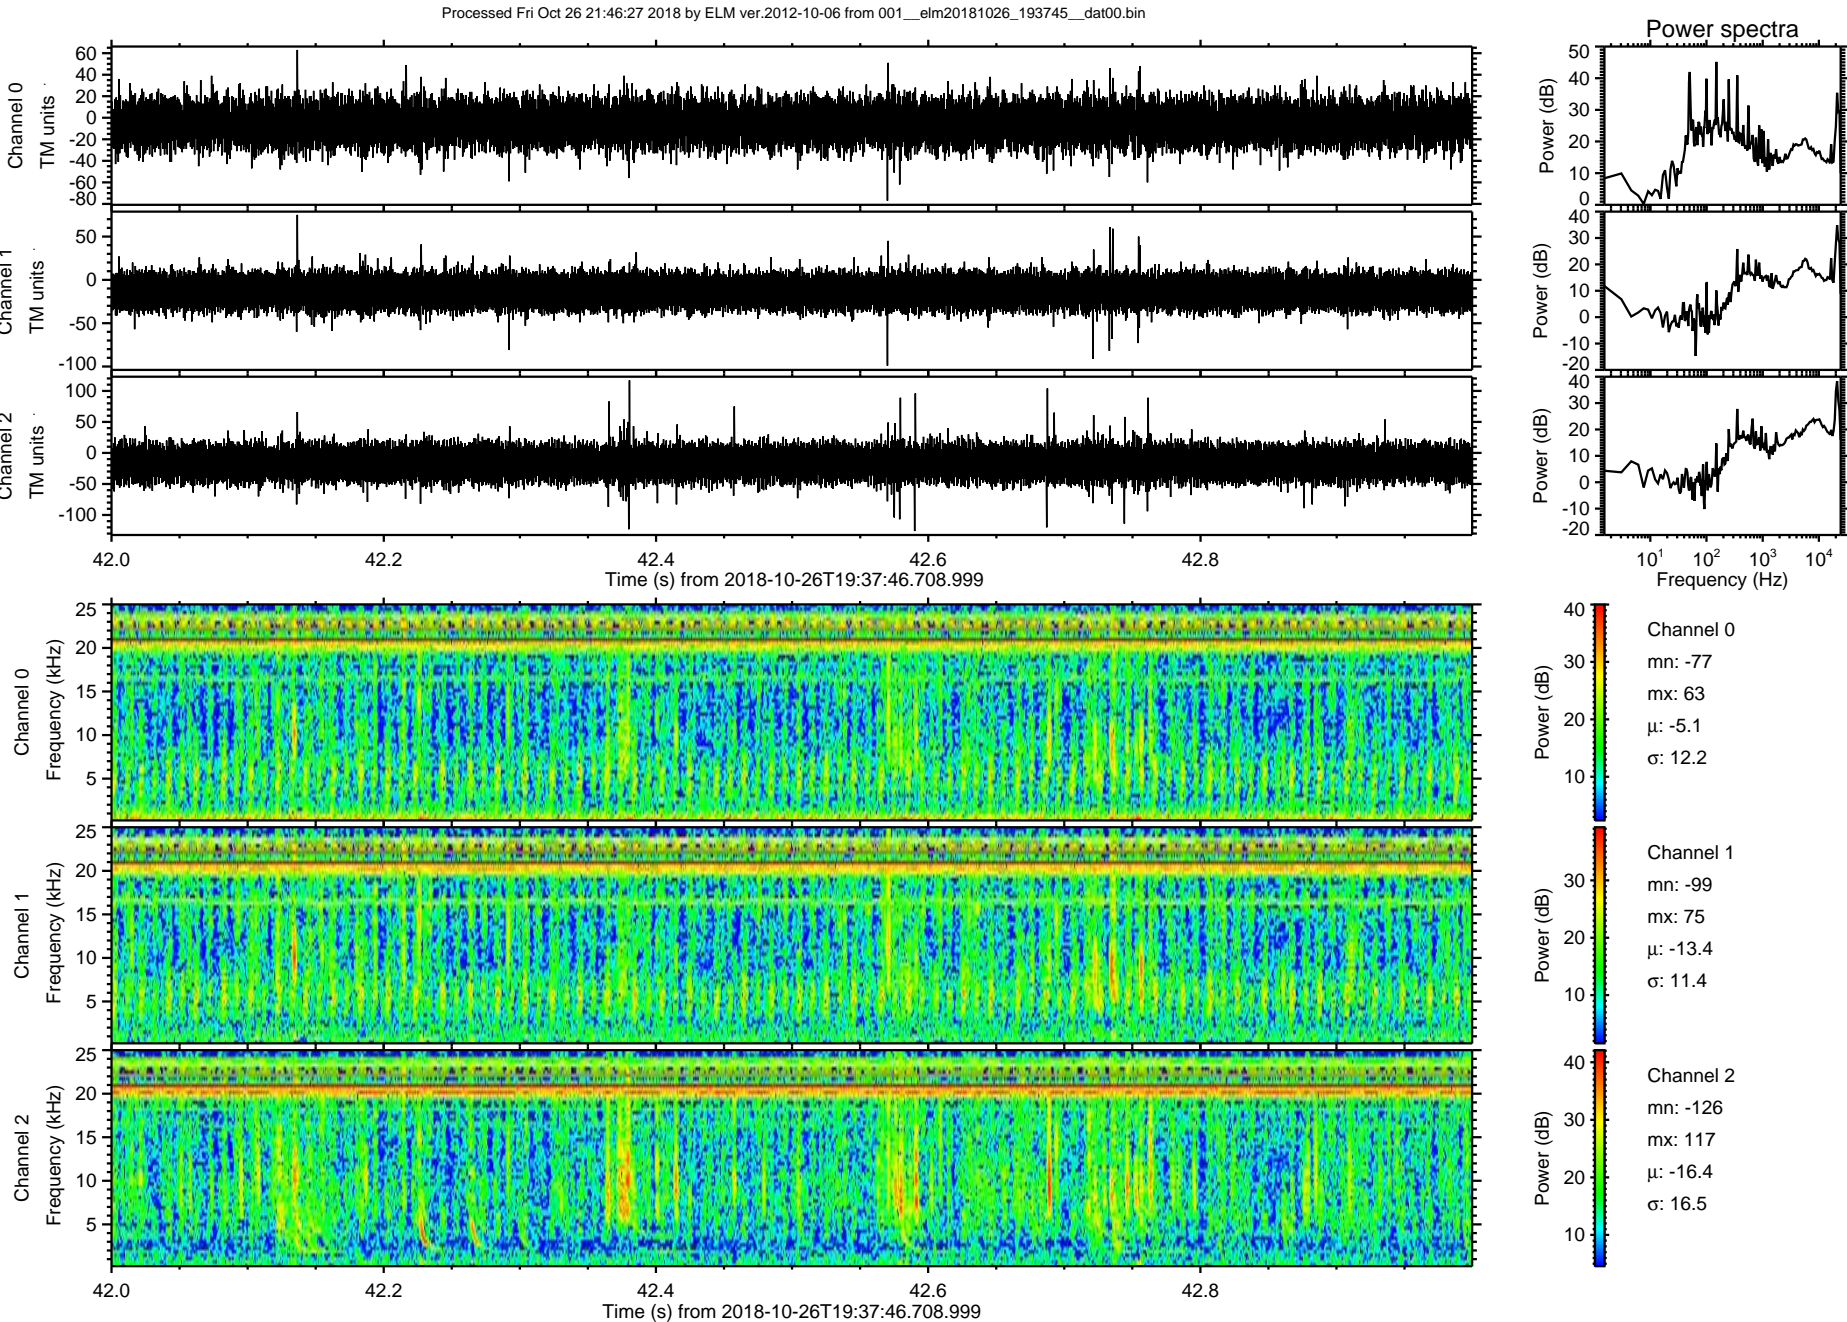 Processed Fri Oct 26 21:46:27 2018 by ELM ver.2012-10-06 from 001__elm20181026_193745__dat00.bin
Power spectra
Channel 0
TM units
60
40
20
0
-20
-40
-60
-80
Power (dB)
50
40
30
20
10
0
Channel 1
TM units
50
0
-50
-100
Power (dB)
40
30
20
10
0
-10
-20
Channel 2
TM units
100
50
0
-50
-100
Power (dB)
40
30
20
10
0
-10
-20
42.0 42.2 42.4 42.6 42.8
Time (s) from 2018-10-26T19:37:46.708.999
10¹ 10² 10³ 10⁴
Frequency (Hz)
Channel 0
Frequency (kHz)
25
20
15
10
5
Power (dB)
40
30
20
10
Channel 0
mn: -77
mx: 63
μ: -5.1
σ: 12.2
Channel 1
Frequency (kHz)
25
20
15
10
5
Power (dB)
30
20
10
Channel 1
mn: -99
mx: 75
μ: -13.4
σ: 11.4
Channel 2
Frequency (kHz)
25
20
15
10
5
Power (dB)
40
30
20
10
Channel 2
mn: -126
mx: 117
μ: -16.4
σ: 16.5
42.0 42.2 42.4 42.6 42.8
Time (s) from 2018-10-26T19:37:46.708.999